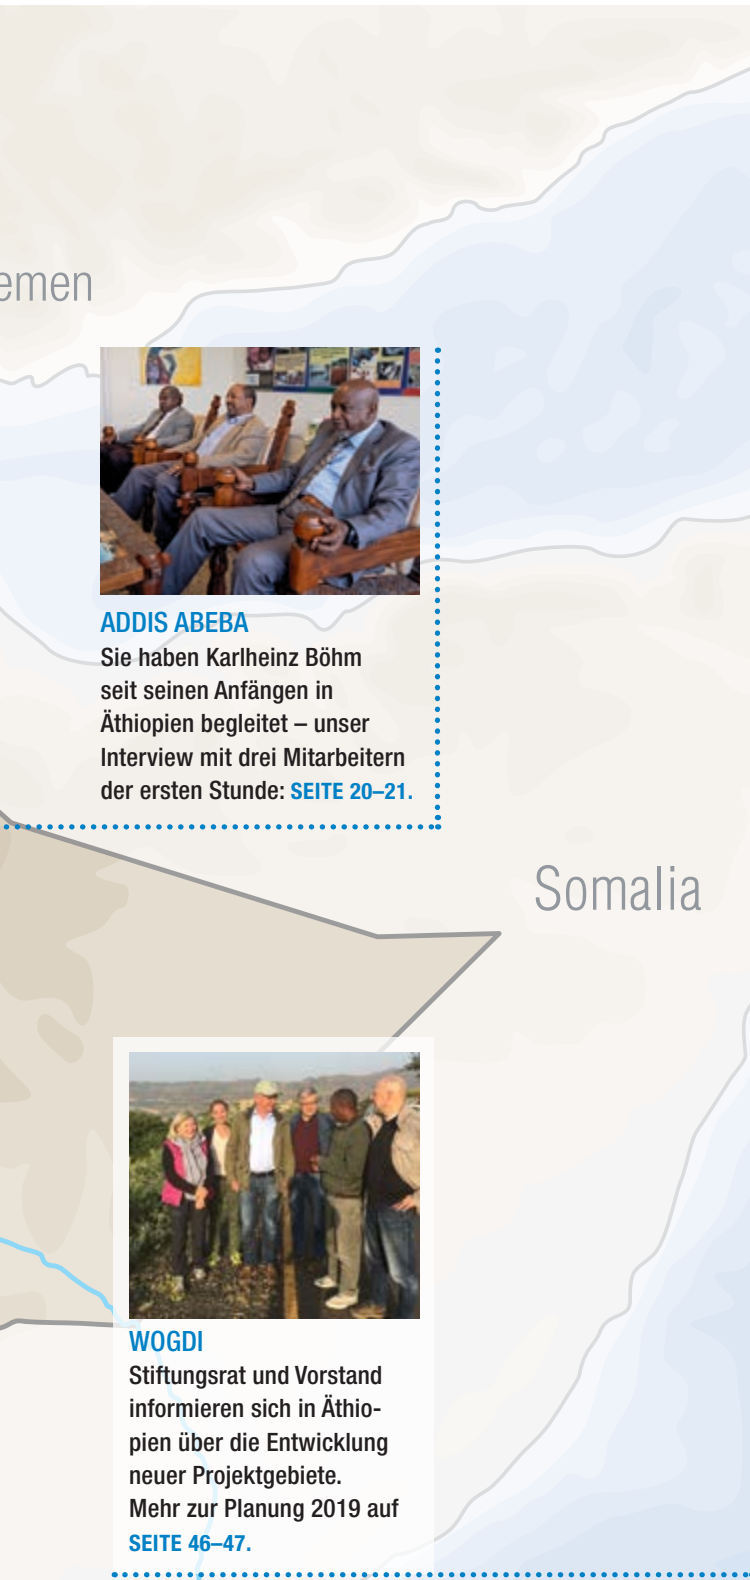 emen
ADDIS ABEBA
Sie haben Karlheinz Böhm
seit seinen Anfängen in
Äthiopien begleitet – unser
Interview mit drei Mitarbeitern
der ersten Stunde: SEITE 20–21.
Somalia
WOGDI
Stiftungsrat und Vorstand
informieren sich in Äthio-
pien über die Entwicklung
neuer Projektgebiete.
Mehr zur Planung 2019 auf
SEITE 46–47.